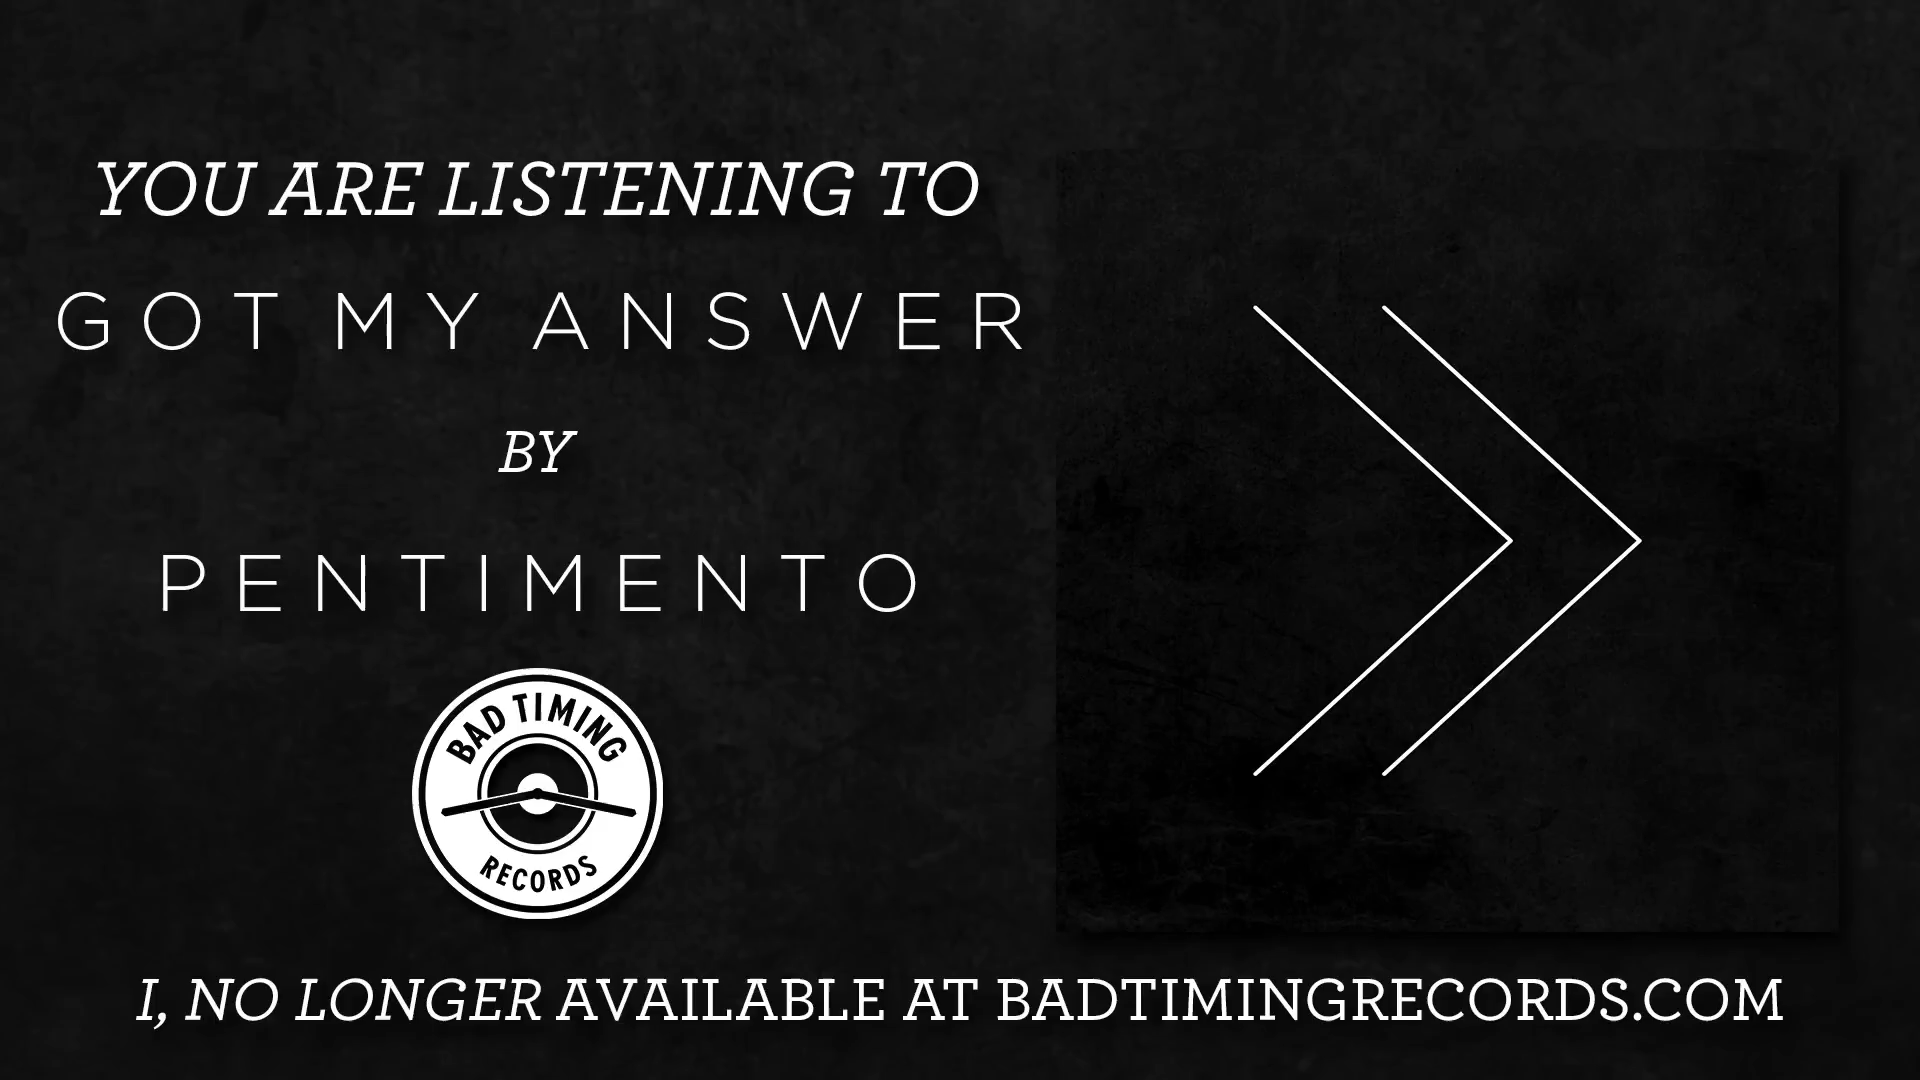 YOU ARE LISTENING TO
GOT MY ANSWER
BY
PENTIMENTO
BAD TIMING
RECORDS
I, NO LONGER AVAILABLE AT BADTIMINGRECORDS.COM